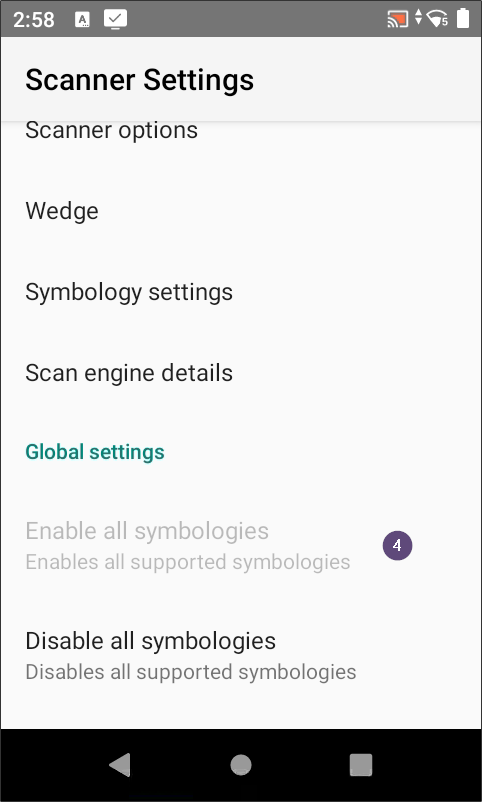 2:58
A
5
Scanner Settings
Scanner options
Wedge
Symbology settings
Scan engine details
Global settings
Enable all symbologies
Enables all supported symbologies
4
Disable all symbologies
Disables all supported symbologies